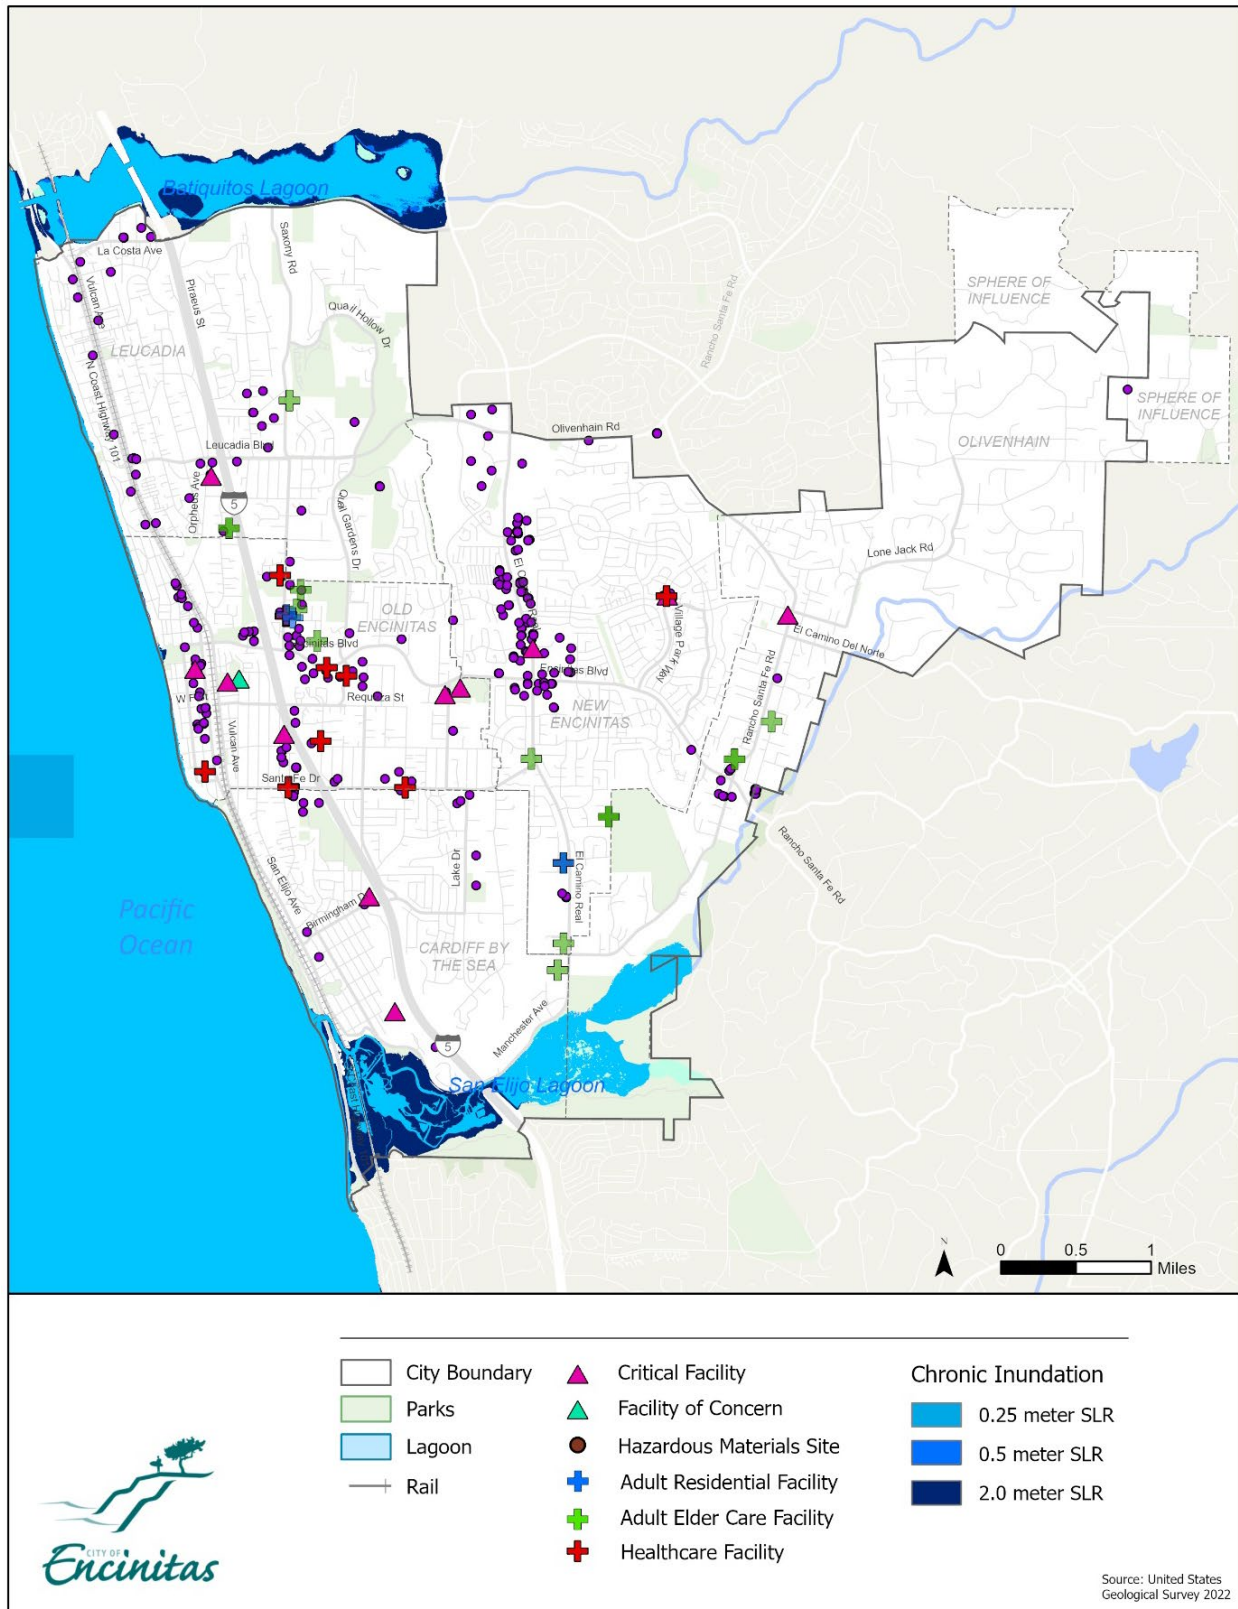 Batiquitos Lagoon
La Costa Ave
Saxony Rd
Vulcan Ave
Piraeus St
Quail Hollow Dr
Rancho Santa Fe Rd
SPHERE OF
INFLUENCE
LEUCADIA
N Coast Highway 101
SPHERE OF
INFLUENCE
Olivenhain Rd
OLIVENHAIN
Leucadia Blvd
Orpheus Ave
5
Quail Gardens Dr
Lone Jack Rd
OLD
ENCINITAS
Village Park Way
El Camino Del Norte
Encinitas Blvd
Rancho Santa Fe Rd
Requeza St
NEW
ENCINITAS
Vulcan Ave
Santa Fe Dr
Rancho Santa Fe Rd
Lake Dr
El Camino Real
San Elijo Ave
Birmingham Dr
Pacific
Ocean
CARDIFF BY
THE SEA
Manchester Ave
5
San Elijo Lagoon
N
0 0.5 1
Miles
City Boundary
Parks
Lagoon
Rail
Critical Facility
Facility of Concern
Hazardous Materials Site
Adult Residential Facility
Adult Elder Care Facility
Healthcare Facility
Chronic Inundation
0.25 meter SLR
0.5 meter SLR
2.0 meter SLR
CITY OF
Encinitas
Source: United States
Geological Survey 2022